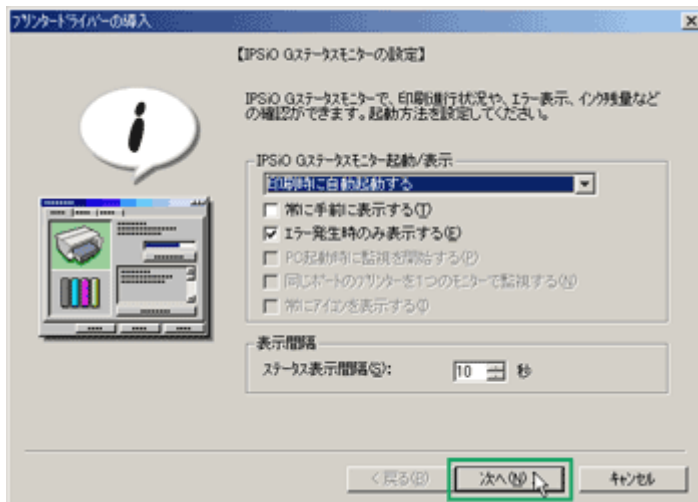 プリンタードライバーの導入
【IPSiO Gステータスモニターの設定】
IPSiO Gステータスモニターで、印刷進行状況や、エラー表示、インク残量など
の確認ができます。起動方法を設定してください。
IPSiO Gステータスモニター起動/表示
印刷時に自動起動する
常に手前に表示する(T)
エラー発生時のみ表示する(E)
PC起動時に監視を開始する(P)
同じポートのプリンターを1つのモニターで監視する(N)
常にアイコンを表示する(I)
表示間隔
ステータス表示間隔(S): 10 秒
< 戻る(B) 次へ(N) キャンセル